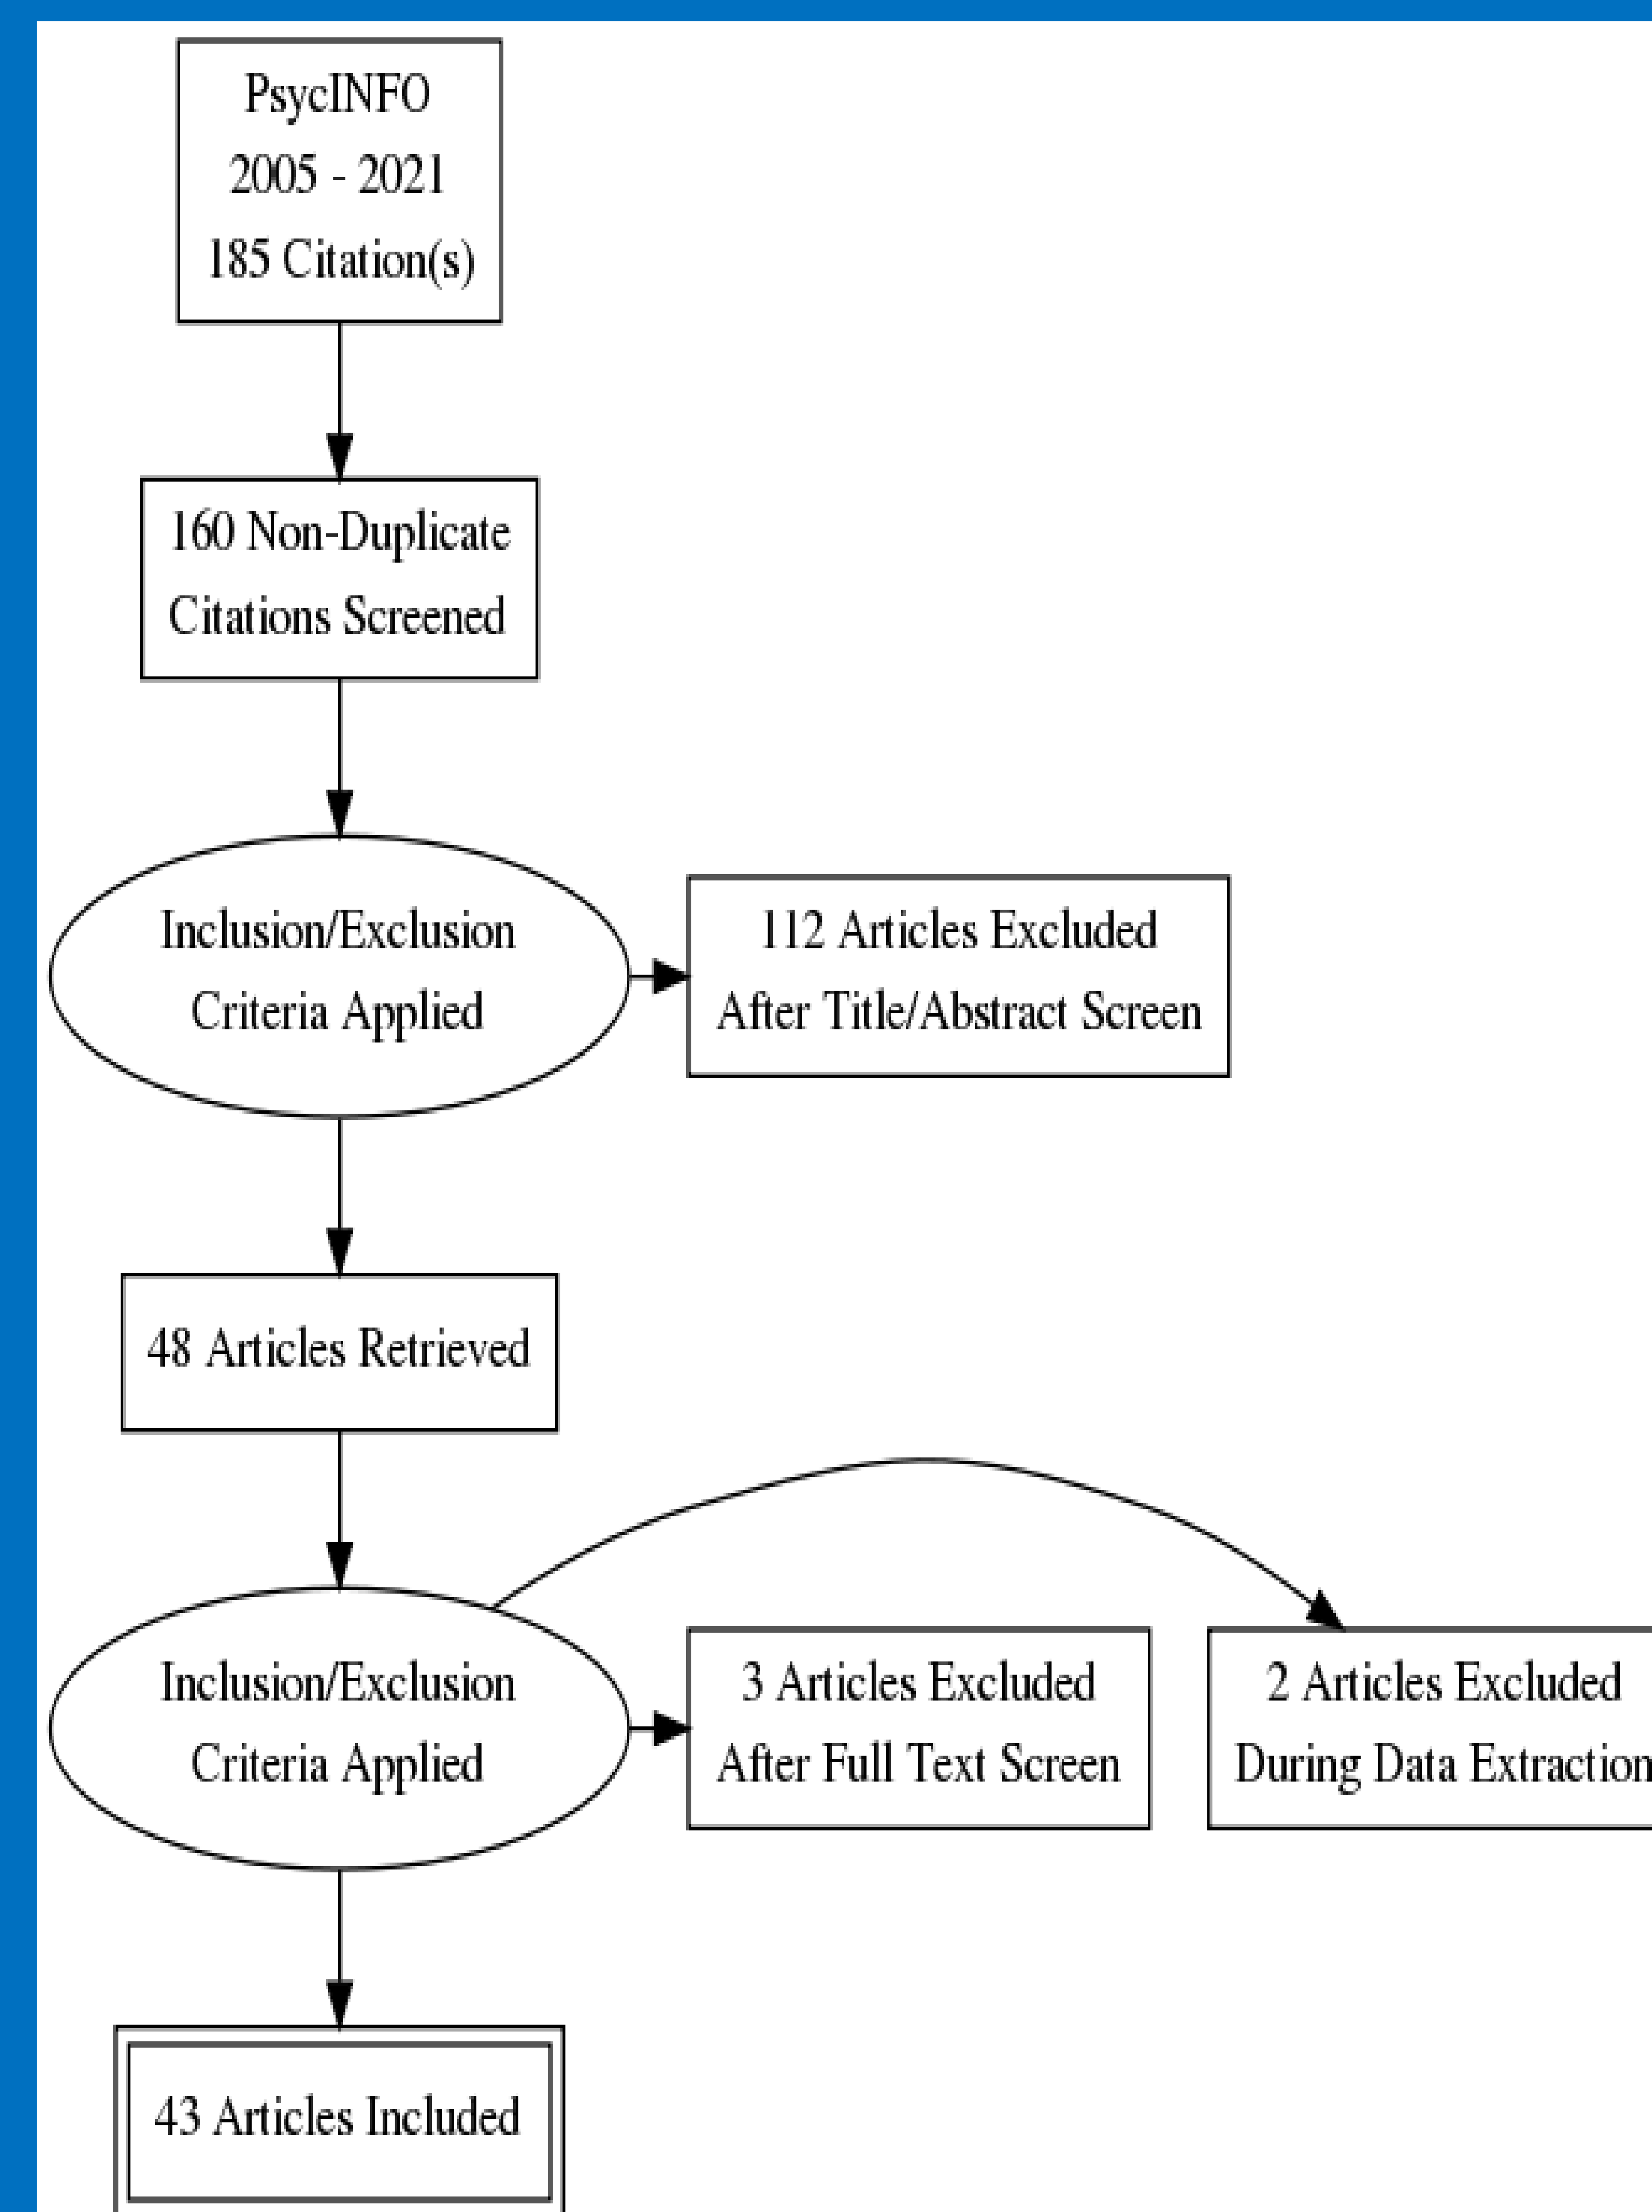 PsycINFO
2005 - 2021
185 Citation(s)
160 Non-Duplicate
Citations Screened
Inclusion/Exclusion
Criteria Applied
112 Articles Excluded
After Title/Abstract Screen
48 Articles Retrieved
Inclusion/Exclusion
Criteria Applied
3 Articles Excluded
After Full Text Screen
2 Articles Excluded
During Data Extraction
43 Articles Included